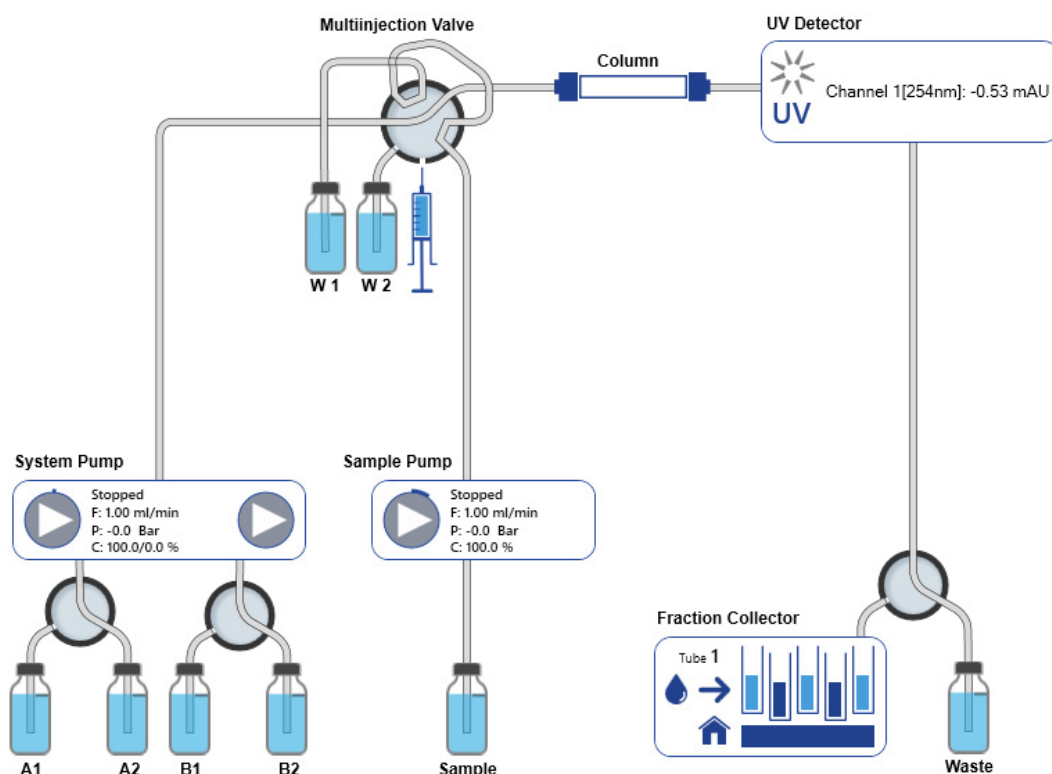 Multiinjection Valve
UV Detector
Column
UV
Channel 1[254nm]: -0.53 mAU
W 1
W 2
System Pump
Stopped
F: 1.00 ml/min
P: -0.0 Bar
C: 100.0/0.0 %
Sample Pump
Stopped
F: 1.00 ml/min
P: -0.0 Bar
C: 100.0 %
Fraction Collector
Tube 1
A1
A2
B1
B2
Sample
Waste